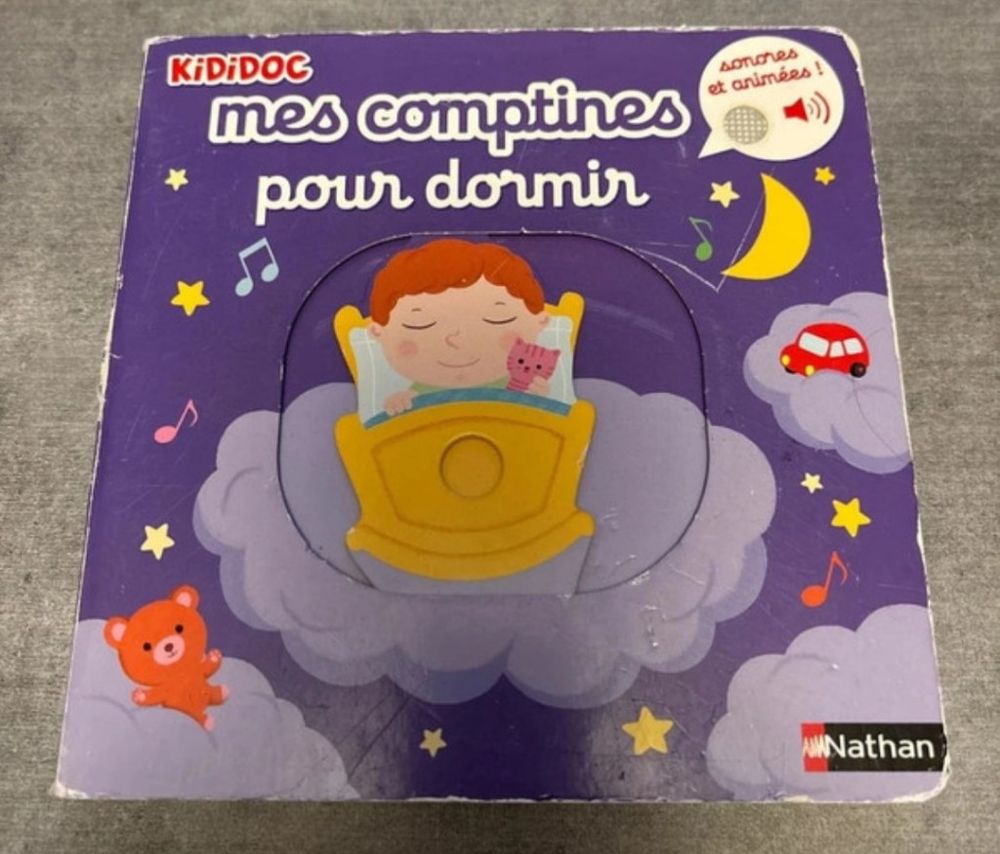 KiDiDOC
mes comptines
pour dormir
sonores
et animées !
Nathan